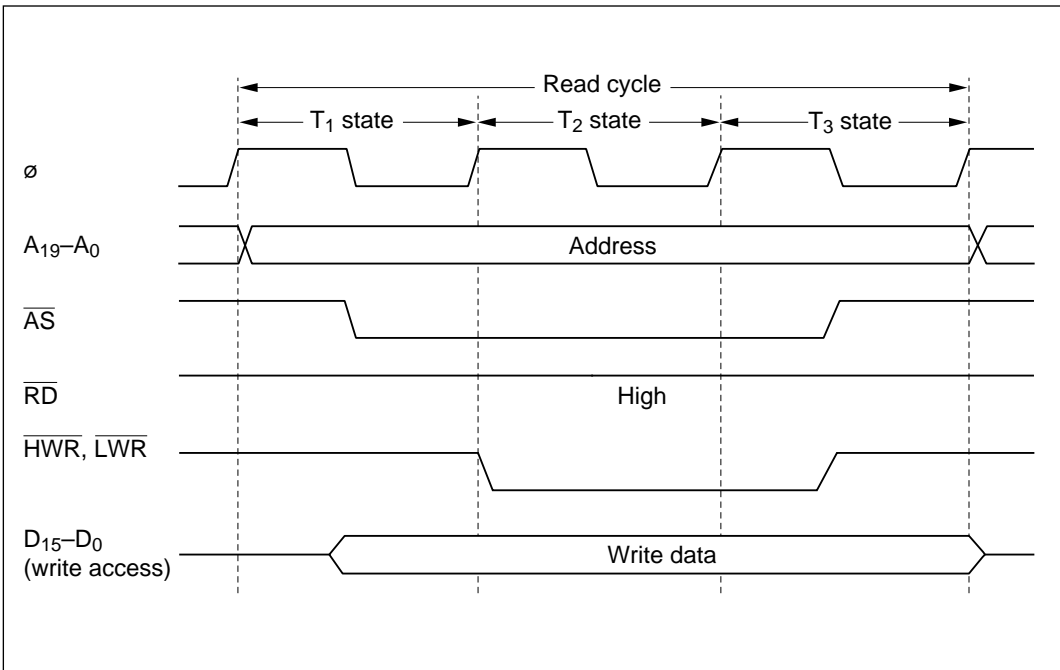 Read cycle
T1 state T2 state T3 state
ø
A19–A0 Address
AS
RD High
HWR, LWR
D15–D0 Write data
(write access)